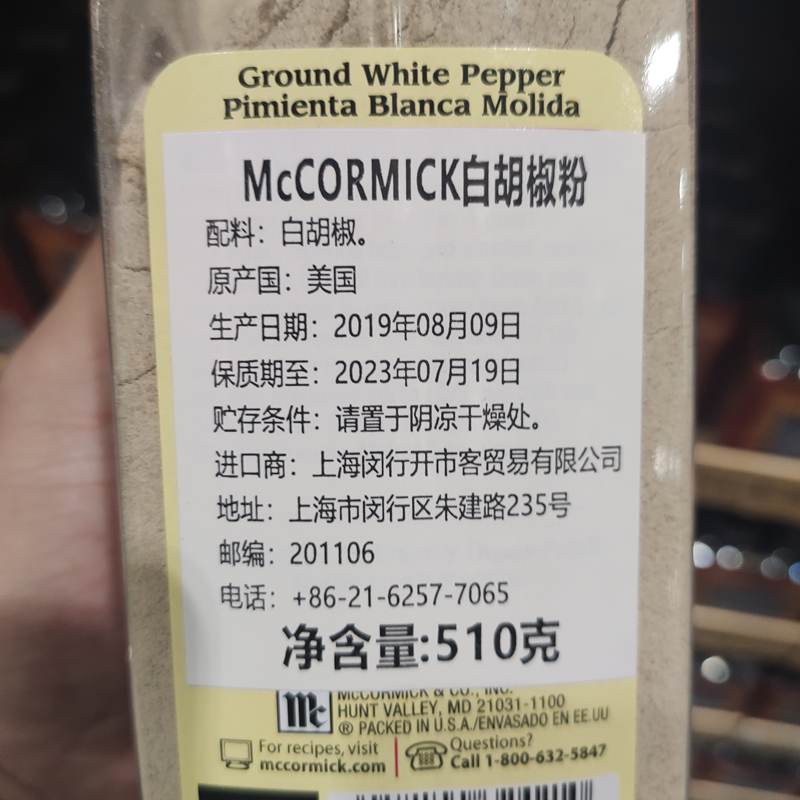 Ground White Pepper
Pimienta Blanca Molida
McCORMICK白胡椒粉
配料：白胡椒。
原产国：美国
生产日期：2019年08月09日
保质期至：2023年07月19日
贮存条件：请置于阴凉干燥处。
进口商：上海闵行开市客贸易有限公司
地址：上海市闵行区朱建路235号
邮编：201106
电话：+86-21-6257-7065
净含量:510克
McCORMICK & CO., INC.
Mc HUNT VALLEY, MD 21031-1100
® PACKED IN U.S.A./ENVASADO EN EE.UU
For recipes, visit
mccormick.com
Questions?
Call 1-800-632-5847